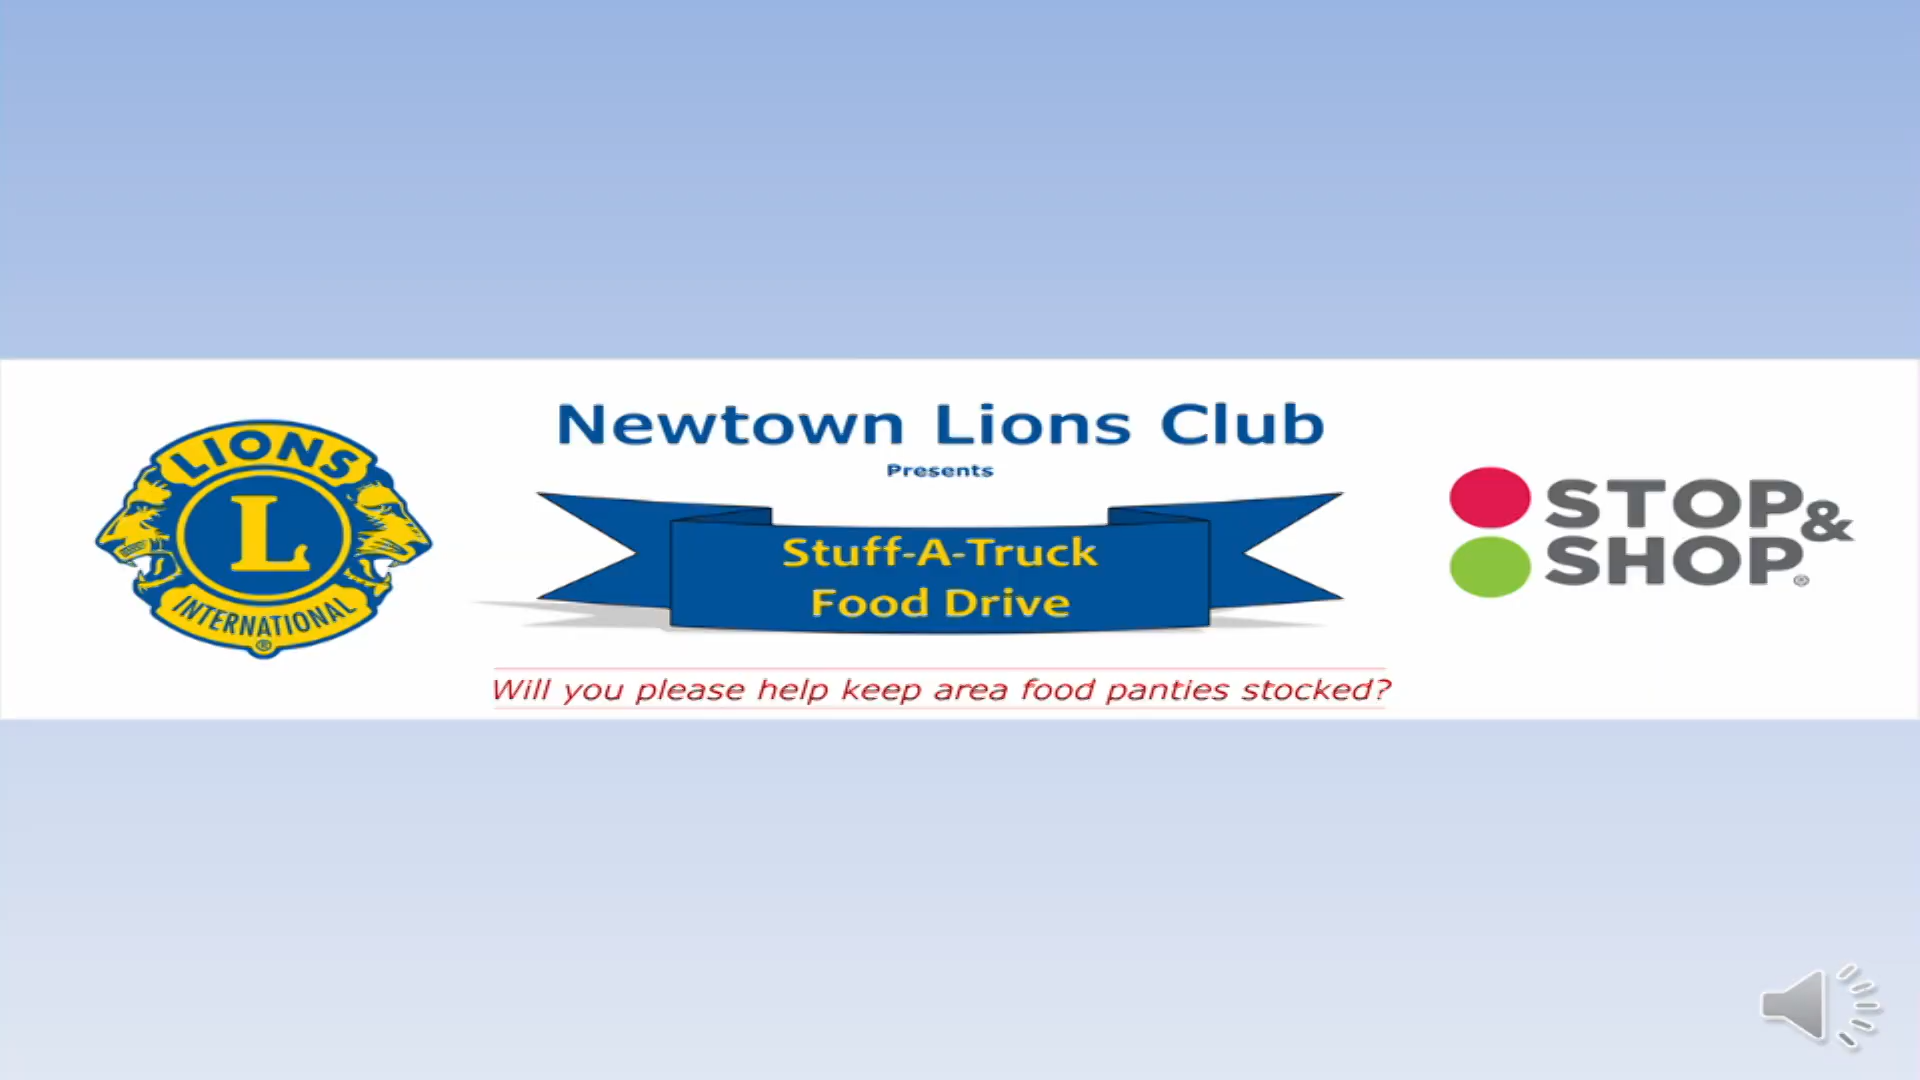 Newtown Lions Club
Presents
LIONS
L
INTERNATIONAL
®
Stuff-A-Truck
Food Drive
STOP &
SHOP®
Will you please help keep area food panties stocked?